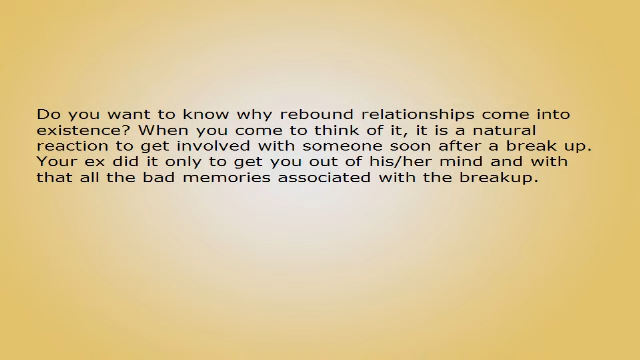 Do you want to know why rebound relationships come into
existence? When you come to think of it, it is a natural
reaction to get involved with someone soon after a break up.
Your ex did it only to get you out of his/her mind and with
that all the bad memories associated with the breakup.